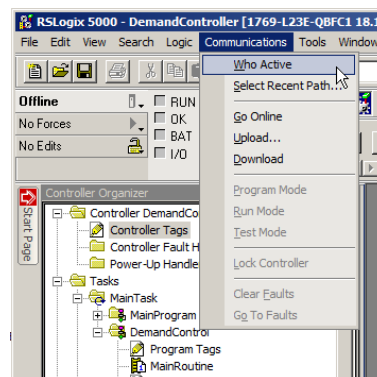 RSLogix 5000 - DemandController [1769-L23E-QBFC1 18.1
File Edit View Search Logic Communications Tools Window
Who Active
Select Recent Path...
Go Online
Upload...
Download
Program Mode
Run Mode
Test Mode
Lock Controller
Clear Faults
Go To Faults
Offline
RUN
No Forces
OK
BAT
No Edits
I/O
Start Page
Controller Organizer
Controller DemandCo
Controller Tags
Controller Fault H
Power-Up Handle
Tasks
MainTask
MainProgram
DemandControl
Program Tags
MainRoutine